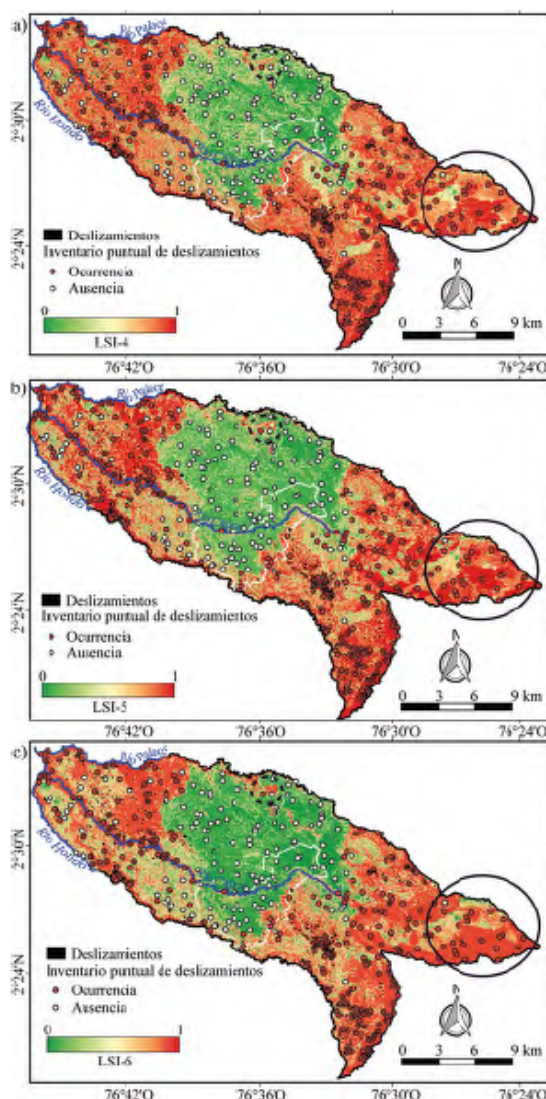 a)
Río Palacé
Río Hondo
2°30'N
2°24'N
Deslizamientos
Inventario puntual de deslizamientos
Ocurrencia
Ausencia
0 1
LSI-4
N
0 3 6 9 km
76°42'O 76°36'O 76°30'O 76°24'O
b)
Río Palacé
Río Hondo
2°30'N
2°24'N
Deslizamientos
Inventario puntual de deslizamientos
Ocurrencia
Ausencia
0 1
LSI-5
N
0 3 6 9 km
76°42'O 76°36'O 76°30'O 76°24'O
c)
Río Palacé
Río Hondo
2°30'N
2°24'N
Deslizamientos
Inventario puntual de deslizamientos
Ocurrencia
Ausencia
0 1
LSI-6
N
0 3 6 9 km
76°42'O 76°36'O 76°30'O 76°24'O